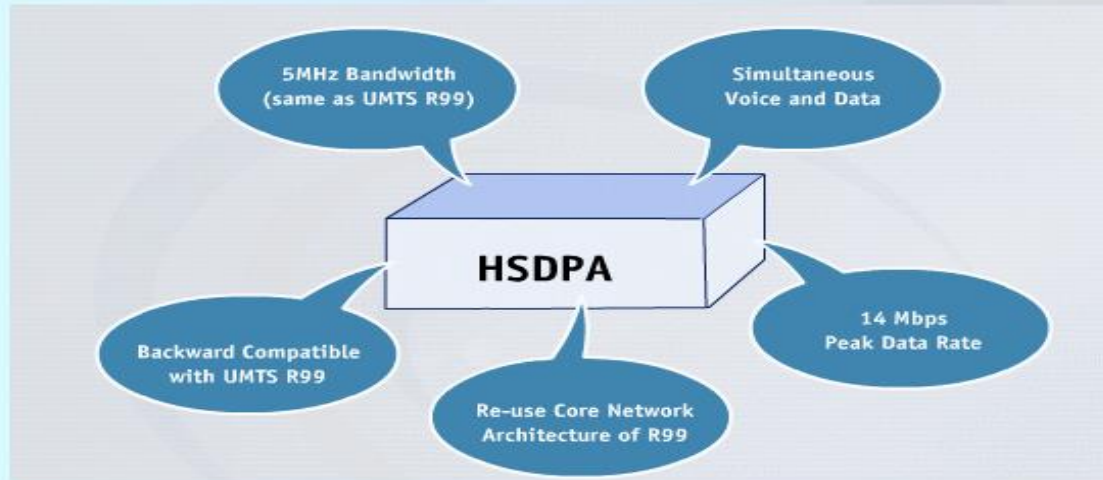 5MHz Bandwidth
(same as UMTS R99)
Simultaneous
Voice and Data
HSDPA
Backward Compatible
with UMTS R99
14 Mbps
Peak Data Rate
Re-use Core Network
Architecture of R99